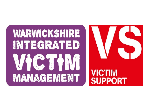 WARWICKSHIRE
INTEGRATED
VICTIM
MANAGEMENT
VS
VICTIM
SUPPORT